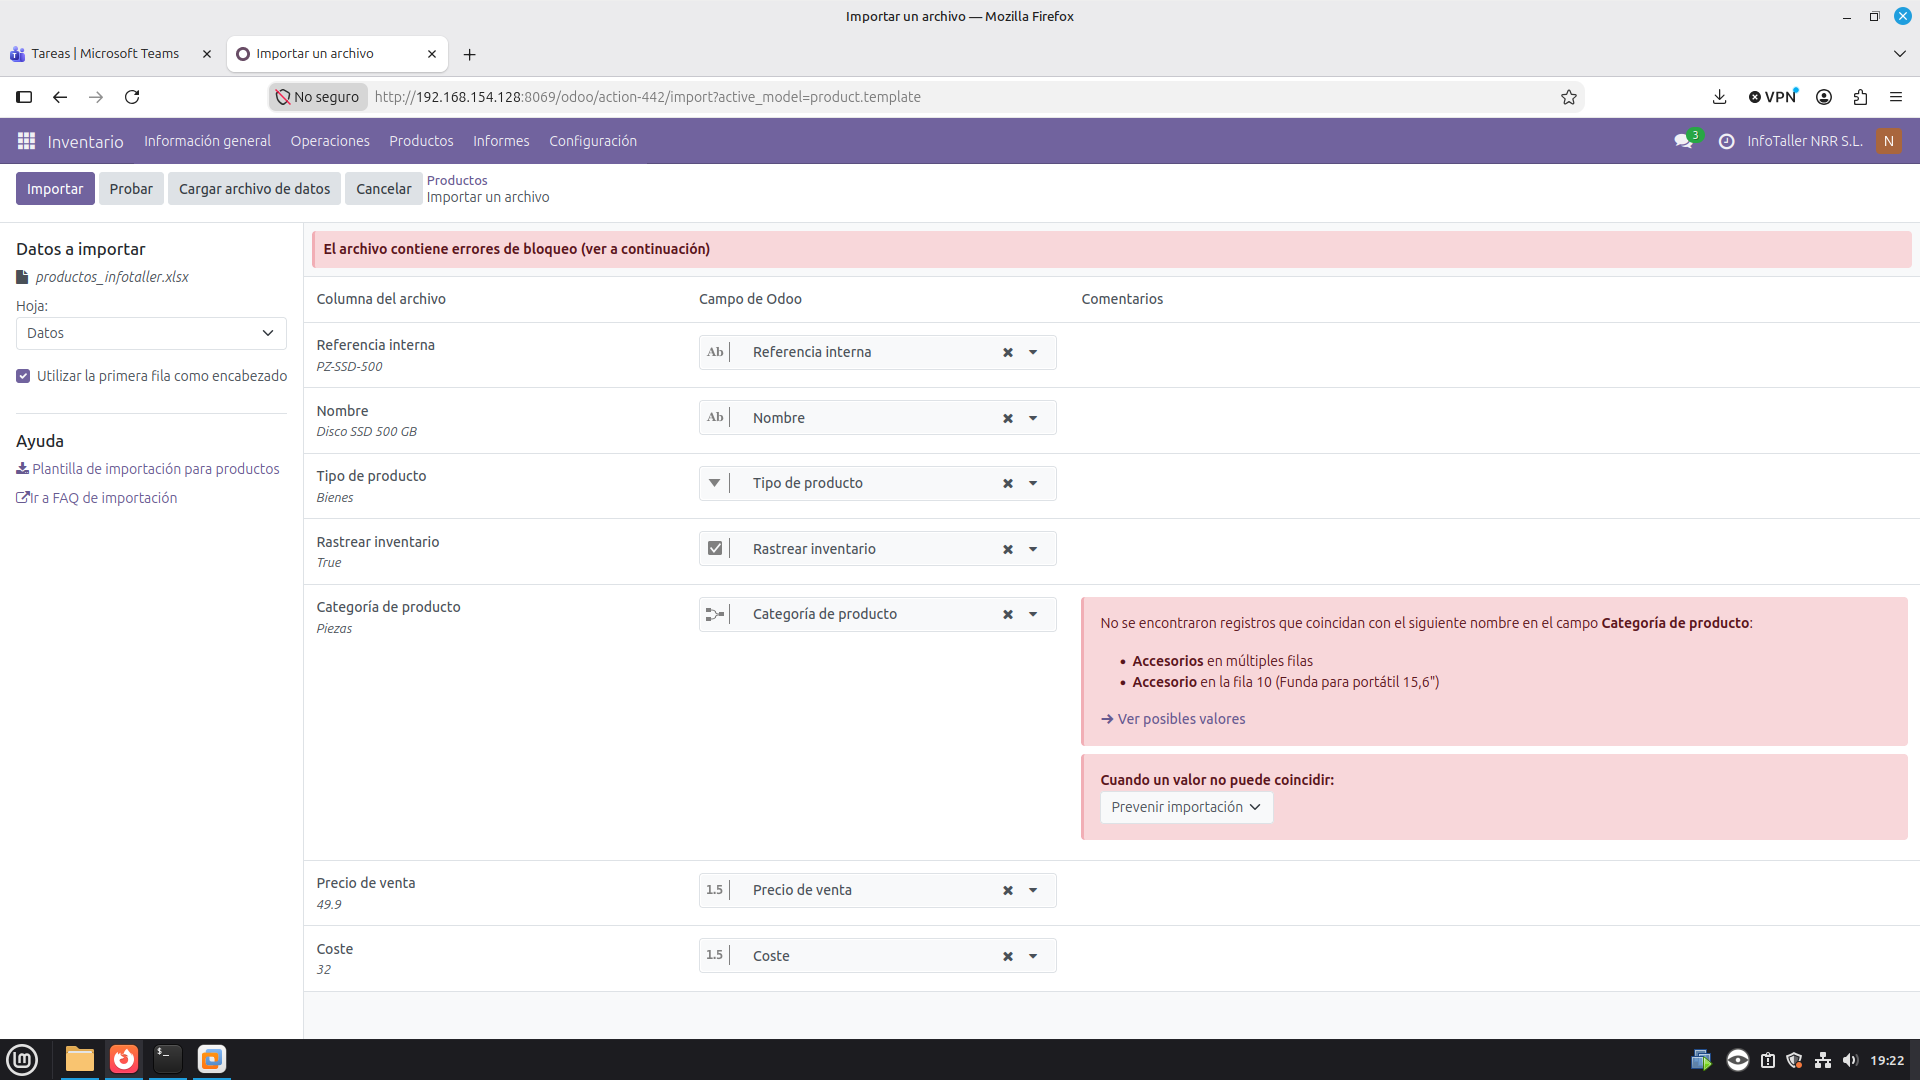 Importar un archivo — Mozilla Firefox
Tareas | Microsoft Teams
Importar un archivo
No seguro
http://192.168.154.128:8069/odoo/action-442/import?active_model=product.template
VPN
Inventario
Información general
Operaciones
Productos
Informes
Configuración
3
InfoTaller NRR S.L.
N
Importar
Probar
Cargar archivo de datos
Cancelar
Productos
Importar un archivo
Datos a importar
productos_infotaller.xlsx
Hoja:
Datos
Utilizar la primera fila como encabezado
Ayuda
Plantilla de importación para productos
Ir a FAQ de importación
El archivo contiene errores de bloqueo (ver a continuación)
Columna del archivo
Campo de Odoo
Comentarios
Referencia interna
PZ-SSD-500
Ab
Referencia interna
Nombre
Disco SSD 500 GB
Ab
Nombre
Tipo de producto
Bienes
Tipo de producto
Rastrear inventario
True
Rastrear inventario
Categoría de producto
Piezas
Categoría de producto
No se encontraron registros que coincidan con el siguiente nombre en el campo Categoría de producto:
• Accesorios en múltiples filas
• Accesorio en la fila 10 (Funda para portátil 15,6")
Ver posibles valores
Cuando un valor no puede coincidir:
Prevenir importación
Precio de venta
49.9
1.5
Precio de venta
Coste
32
1.5
Coste
lm
$_
19:22